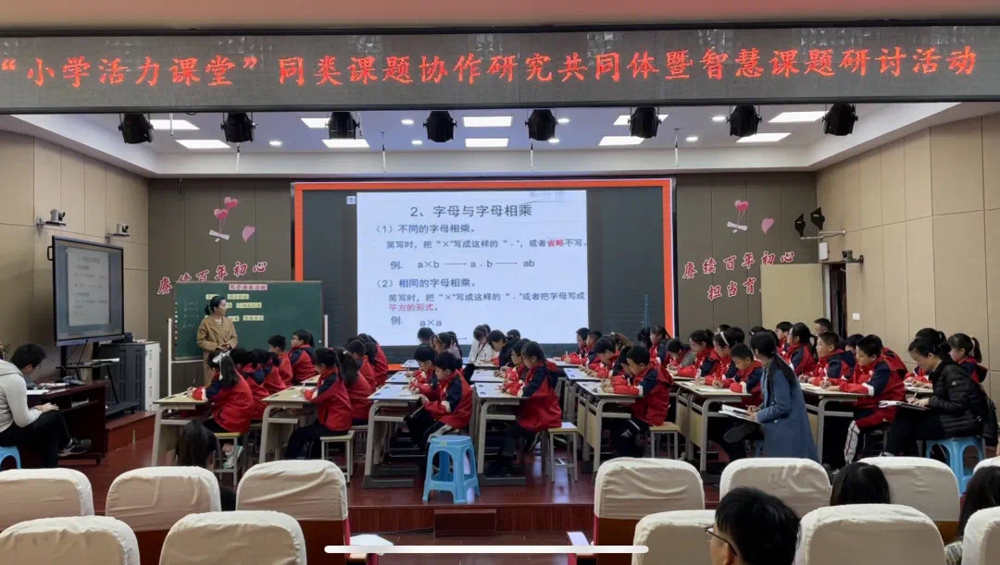 “小学活力课堂”同类课题协作研究共同体暨智慧课题研讨活动
2、字母与字母相乘
（1）不同的字母相乘。
简写时，把“×”写成这样的“.”，或者省略不写。
例. a×b —— a . b —— ab
（2）相同的字母相乘。
简写时，把“×”写成这样的“.”或者把字母写成
平方的形式。
例. a×a
赓续百年初心
赓续百年初心
担当育